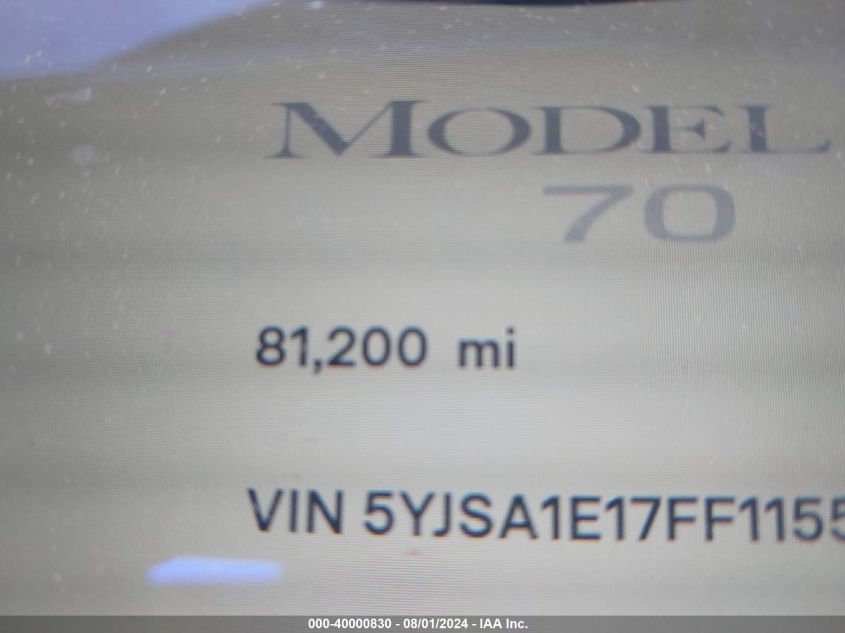 MODEL
70
81,200 mi
VIN 5YJSA1E17FF1155
000-40000830 - 08/01/2024 - IAA Inc.